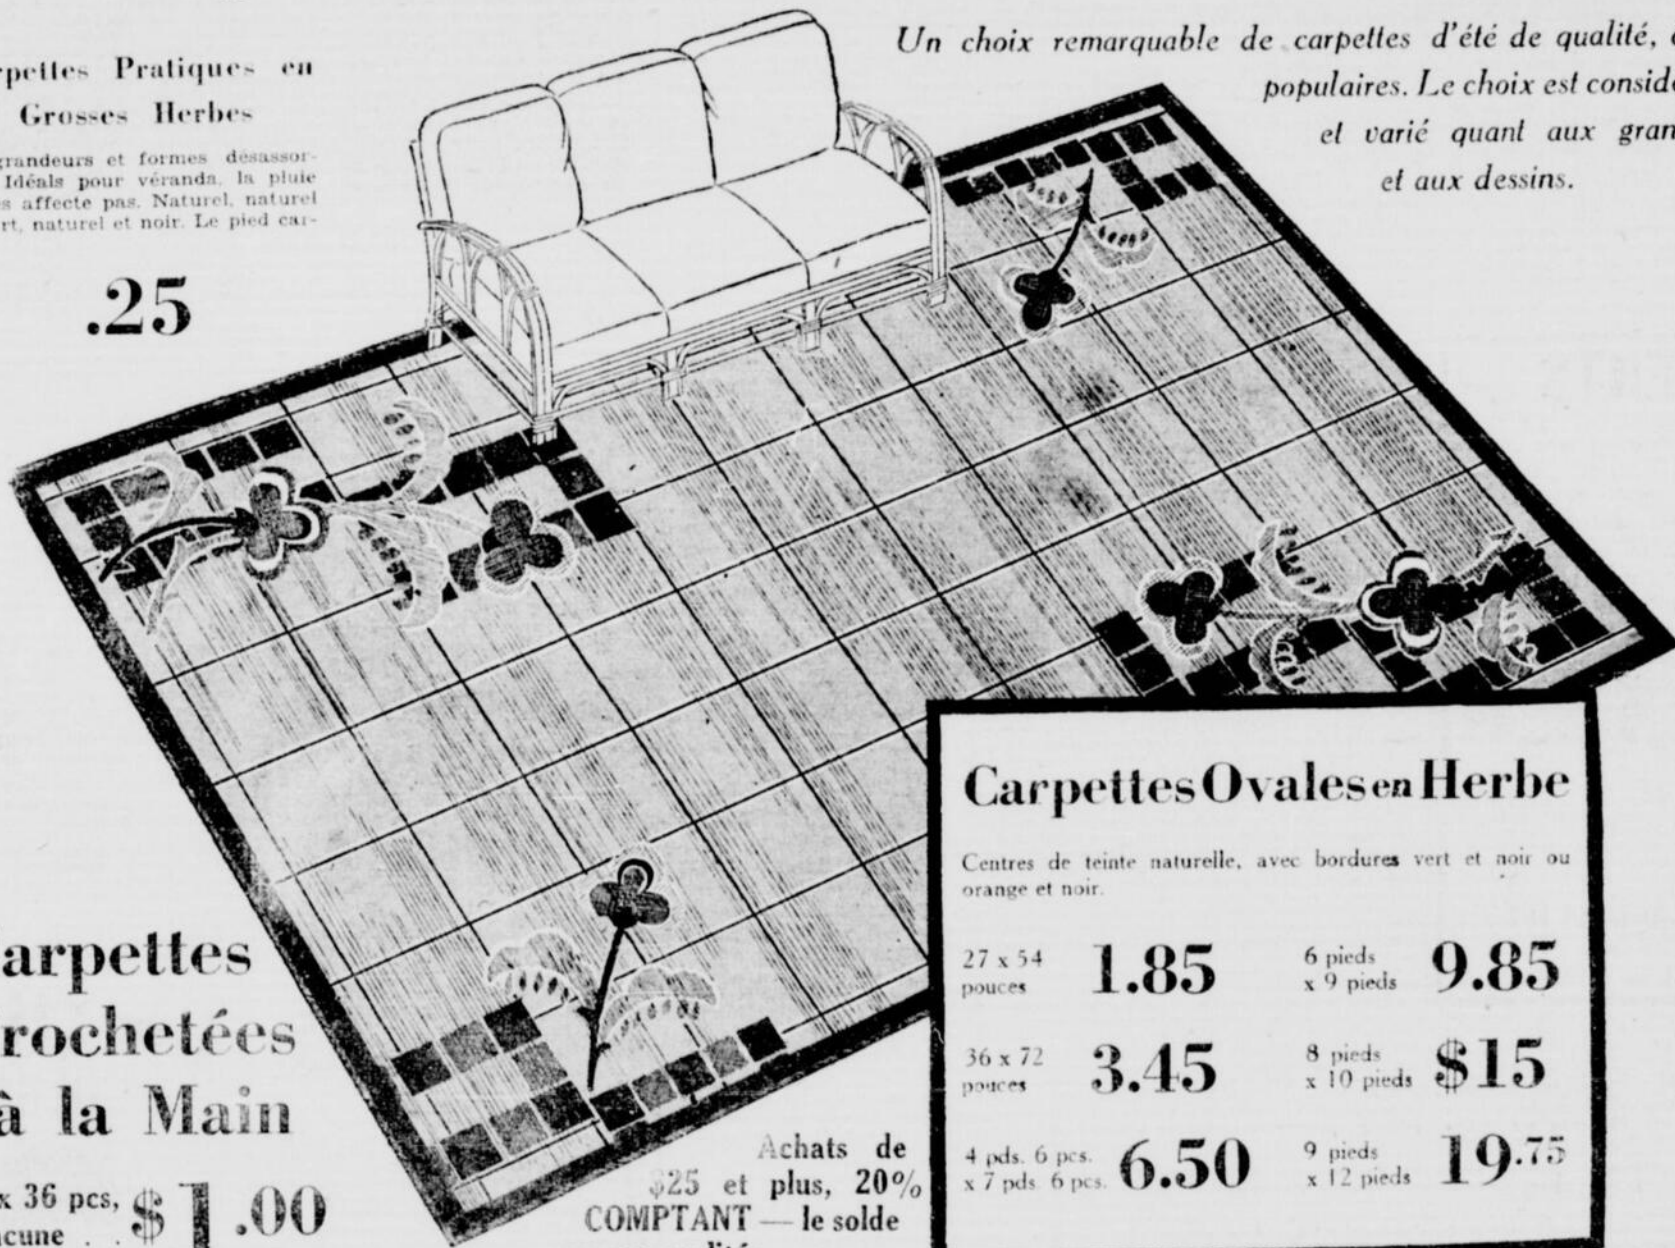 Un choix remarquable de carpettes d'été de qualité,
populaires. Le choix est considé
et varié quant aux gran
et aux dessins.
rpettes Pratiques en
Grosses Herbes
grandeurs et formes désassor-
Idéals pour véranda, la pluie
s affecte pas. Naturel, naturel
rt, naturel et noir. Le pied car-
.25
arpettes
rochetées
à la Main
x 36 pcs,
cune . . $1.00
Achats de
$25 et plus, 20%
COMPTANT — le solde
Carpettes Ovales en Herbe
Centres de teinte naturelle, avec bordures vert et noir ou
orange et noir.
27 x 54
pouces 1.85
6 pieds
x 9 pieds 9.85
36 x 72
pouces 3.45
8 pieds
x 10 pieds $15
4 pds. 6 pcs.
x 7 pds. 6 pcs. 6.50
9 pieds
x 12 pieds 19.75